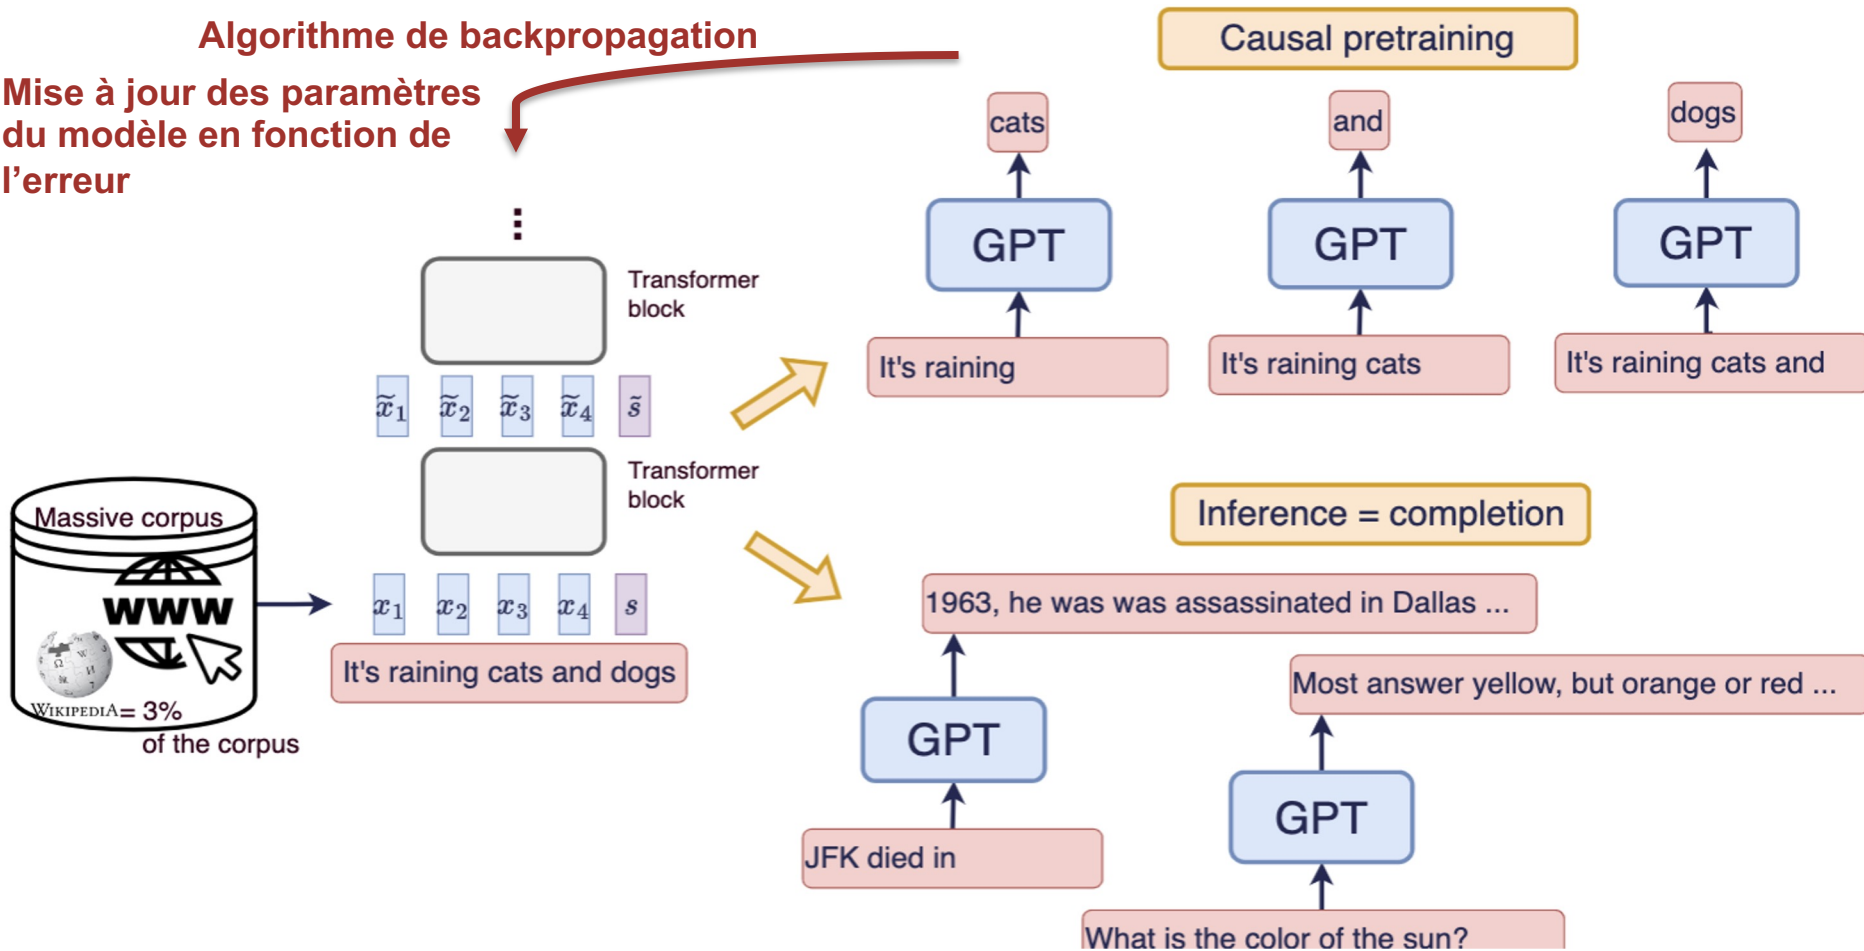 Algorithme de backpropagation
Mise à jour des paramètres
du modèle en fonction de
l'erreur
Causal pretraining
cats
and
dogs
GPT
GPT
GPT
It's raining
It's raining cats
It's raining cats and
Transformer
block
x̃1 x̃2 x̃3 x̃4 s̃
Transformer
block
Massive corpus
WWW
Ω W И
WIKIPEDIA = 3%
of the corpus
x1 x2 x3 x4 s
It's raining cats and dogs
Inference = completion
1963, he was was assassinated in Dallas ...
GPT
JFK died in
Most answer yellow, but orange or red ...
GPT
What is the color of the sun?